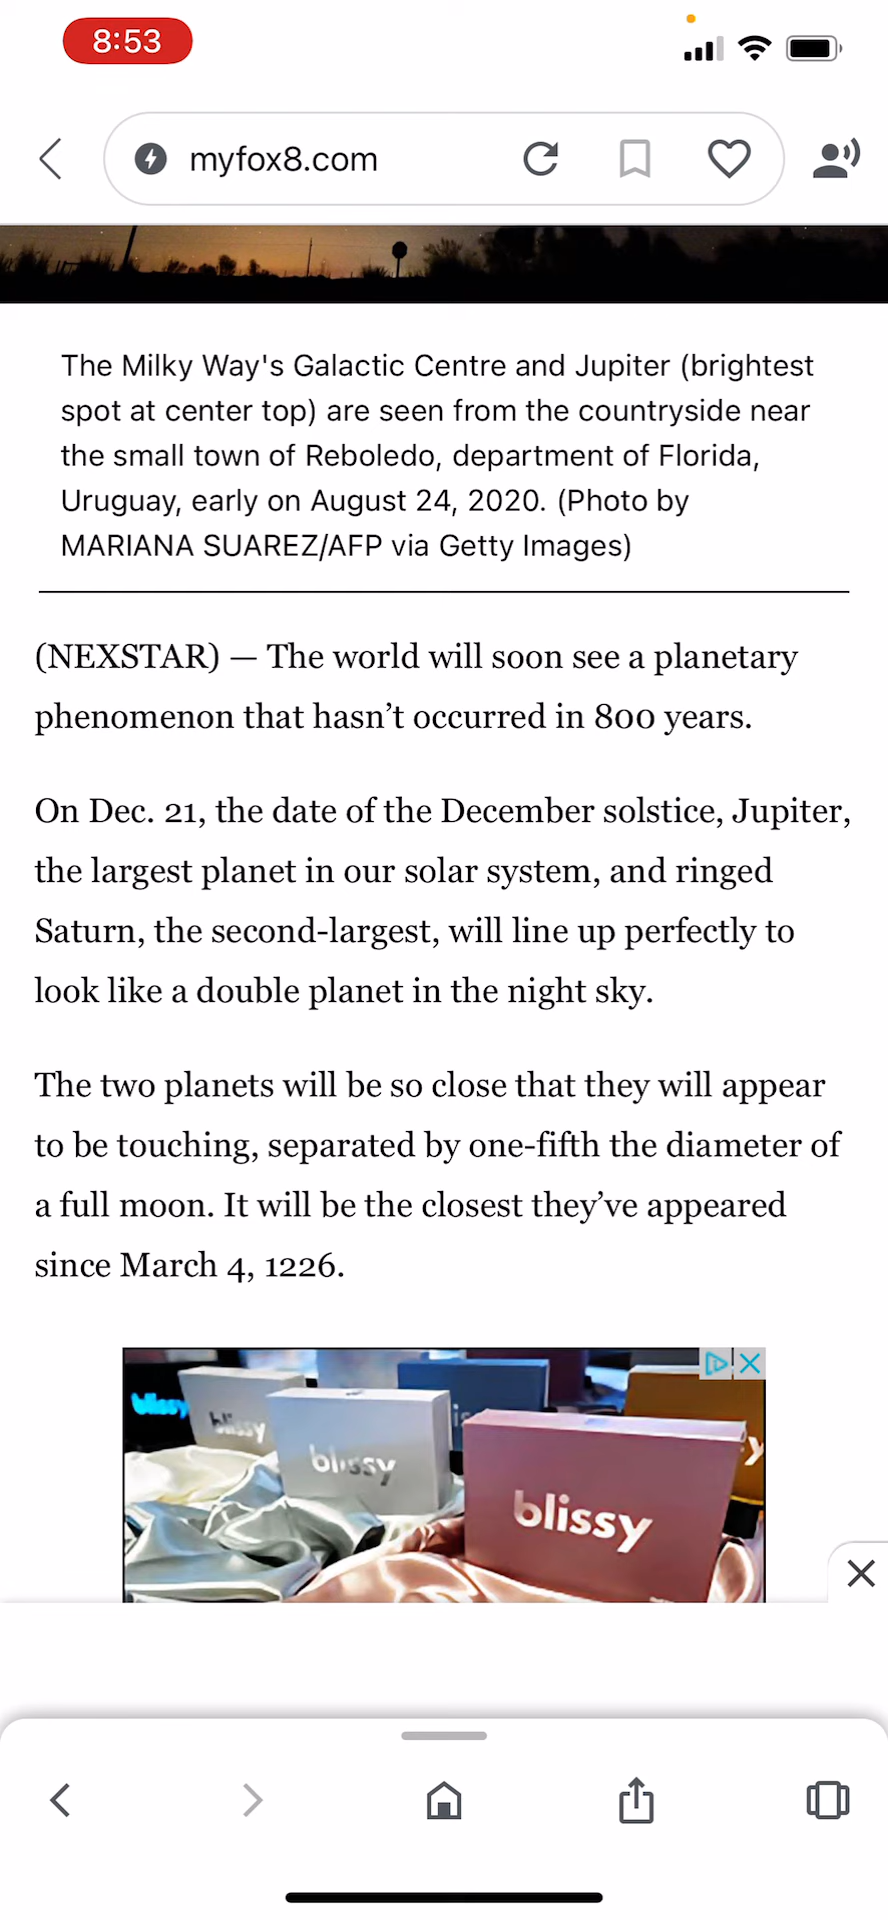 8:53
myfox8.com
The Milky Way's Galactic Centre and Jupiter (brightest
spot at center top) are seen from the countryside near
the small town of Reboledo, department of Florida,
Uruguay, early on August 24, 2020. (Photo by
MARIANA SUAREZ/AFP via Getty Images)
(NEXSTAR) — The world will soon see a planetary
phenomenon that hasn’t occurred in 800 years.
On Dec. 21, the date of the December solstice, Jupiter,
the largest planet in our solar system, and ringed
Saturn, the second-largest, will line up perfectly to
look like a double planet in the night sky.
The two planets will be so close that they will appear
to be touching, separated by one-fifth the diameter of
a full moon. It will be the closest they’ve appeared
since March 4, 1226.
blissy
blissy
blissy
blissy